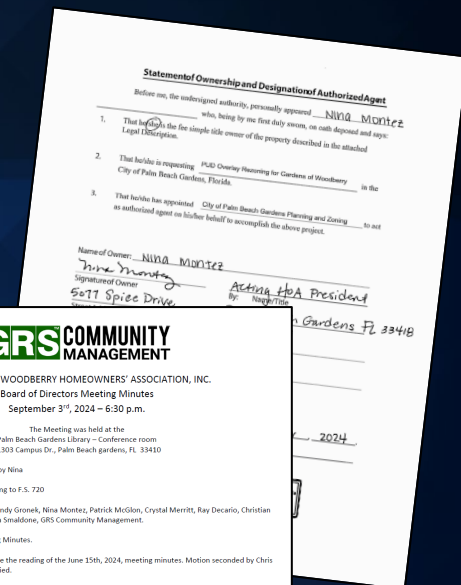 Statementof Ownership and Designationof Authorized Agent
Before me, the undersigned authority, personally appeared Nina Montez
who, being by me first duly sworn, on oath deposed and says:
1. That he/she is the fee simple title owner of the property described in the attached
Legal Description.
2. That he/she is requesting PUD Overlay Rezoning for Gardens of Woodberry in the
City of Palm Beach Gardens, Florida.
3. That he/she has appointed City of Palm Beach Gardens Planning and Zoning to act
as authorized agent on his/her behalf to accomplish the above project.
Name of Owner: Nina Montez
Nina Montez Acting HoA President
Signature of Owner By: Name/Title
5077 Spice Drive Gardens FL 33418
2024
GRS COMMUNITY
MANAGEMENT
WOODBERRY HOMEOWNERS' ASSOCIATION, INC.
Board of Directors Meeting Minutes
September 3rd, 2024 – 6:30 p.m.
The Meeting was held at the
Palm Beach Gardens Library – Conference room
1303 Campus Dr., Palm Beach gardens, FL 33410
by Nina
ng to F.S. 720
ndy Gronek, Nina Montez, Patrick McGlon, Crystal Merritt, Ray Decario, Christian
Smaldone, GRS Community Management.
Minutes.
e the reading of the June 15th, 2024, meeting minutes. Motion seconded by Chris
ied.